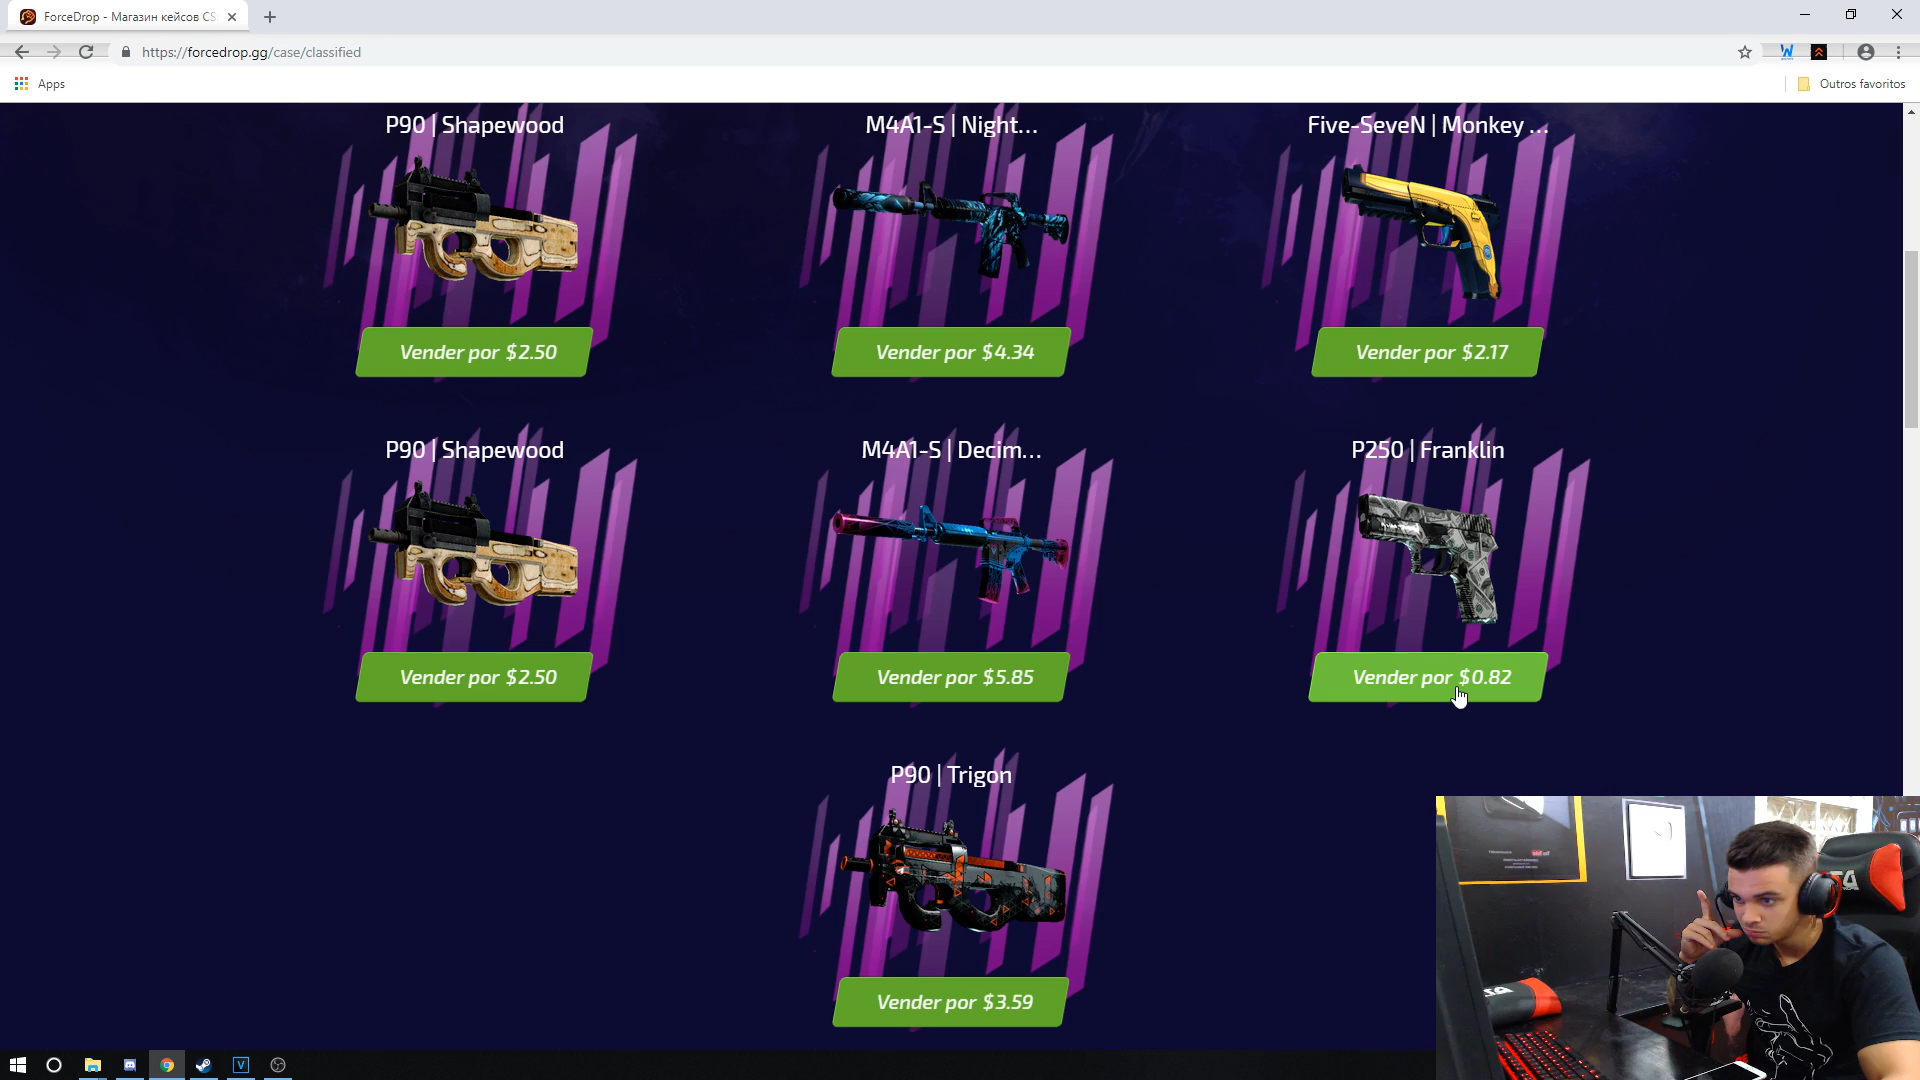 ForceDrop - Магазин кейсов CS
https://forcedrop.gg/case/classified
Apps
Outros favoritos
P90 | Shapewood
M4A1-S | Night...
Five-SeveN | Monkey ...
Vender por $2.50
Vender por $4.34
Vender por $2.17
P90 | Shapewood
M4A1-S | Decim...
P250 | Franklin
Vender por $2.50
Vender por $5.85
Vender por $0.82
P90 | Trigon
Vender por $3.59